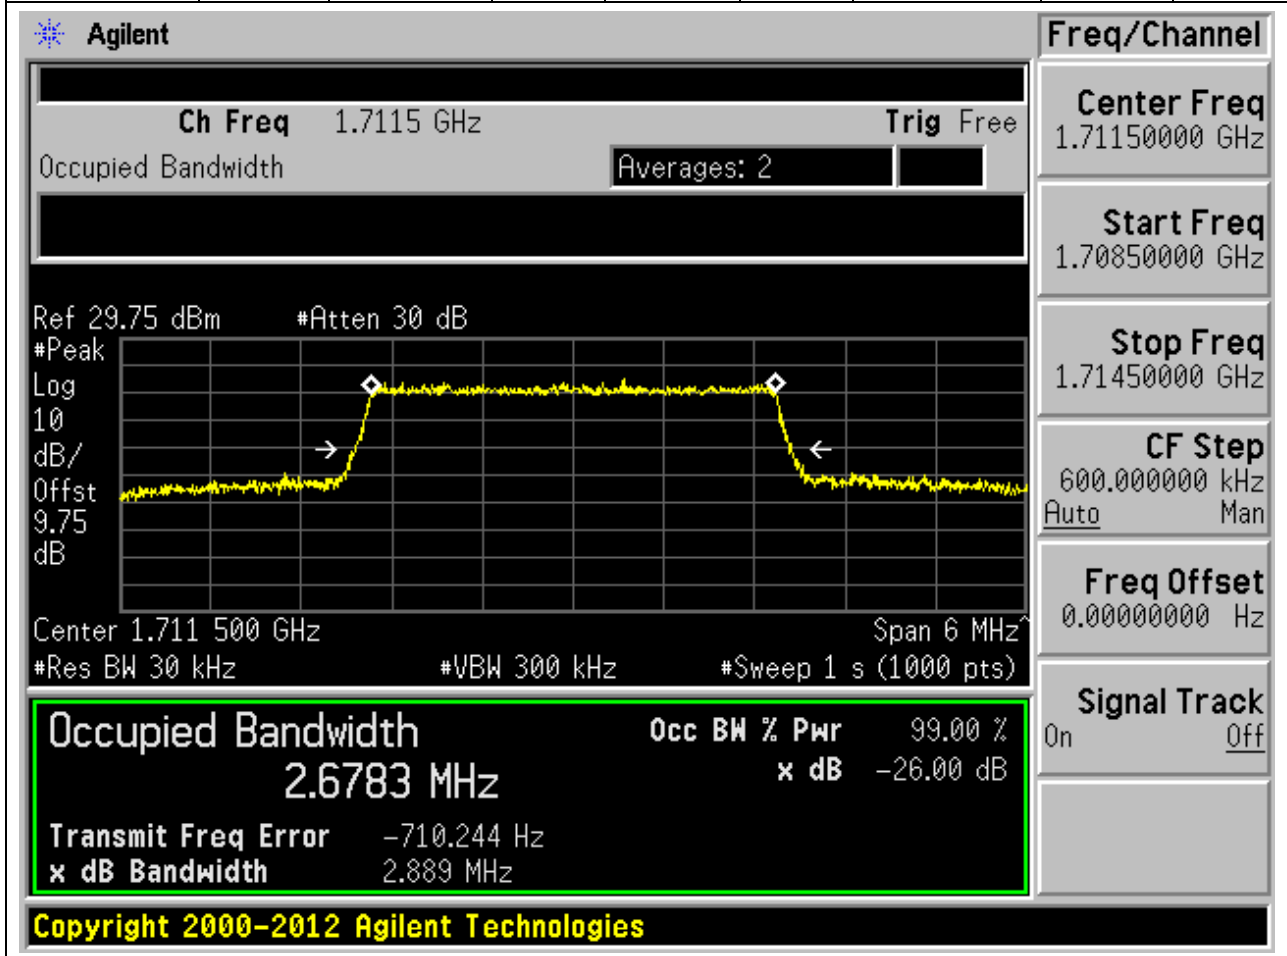 Agilent
Freq/Channel
Ch Freq 1.7115 GHz Trig Free
Occupied Bandwidth Averages: 2
Center Freq
1.71150000 GHz
Start Freq
1.70850000 GHz
Stop Freq
1.71450000 GHz
CF Step
600.000000 kHz
Auto Man
Freq Offset
0.00000000 Hz
Signal Track
On Off
Ref 29.75 dBm #Atten 30 dB
#Peak
Log
10
dB/
Offst
9.75
dB
Center 1.711 500 GHz Span 6 MHz^
#Res BW 30 kHz #VBW 300 kHz #Sweep 1 s (1000 pts)
Occupied Bandwidth Occ BW % Pwr 99.00 %
2.6783 MHz x dB -26.00 dB
Transmit Freq Error -710.244 Hz
x dB Bandwidth 2.889 MHz
Copyright 2000-2012 Agilent Technologies